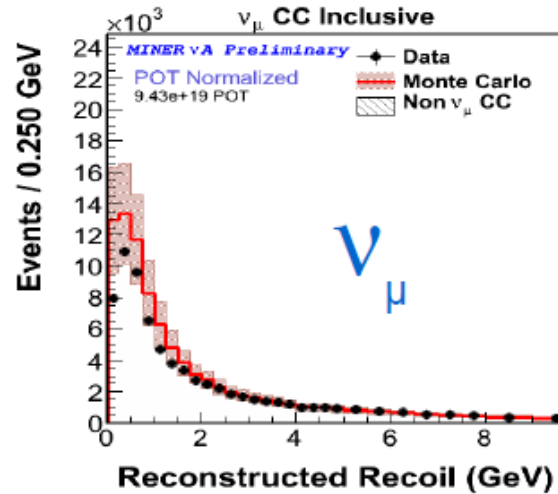 ×10³ ν_μ CC Inclusive
24
22
20
18
16
14
12
10
8
6
4
2
0
MINERνA Preliminary
POT Normalized
9.43e+19 POT
Data
Monte Carlo
Non ν_μ CC
ν_μ
Events / 0.250 GeV
0 2 4 6 8
Reconstructed Recoil (GeV)